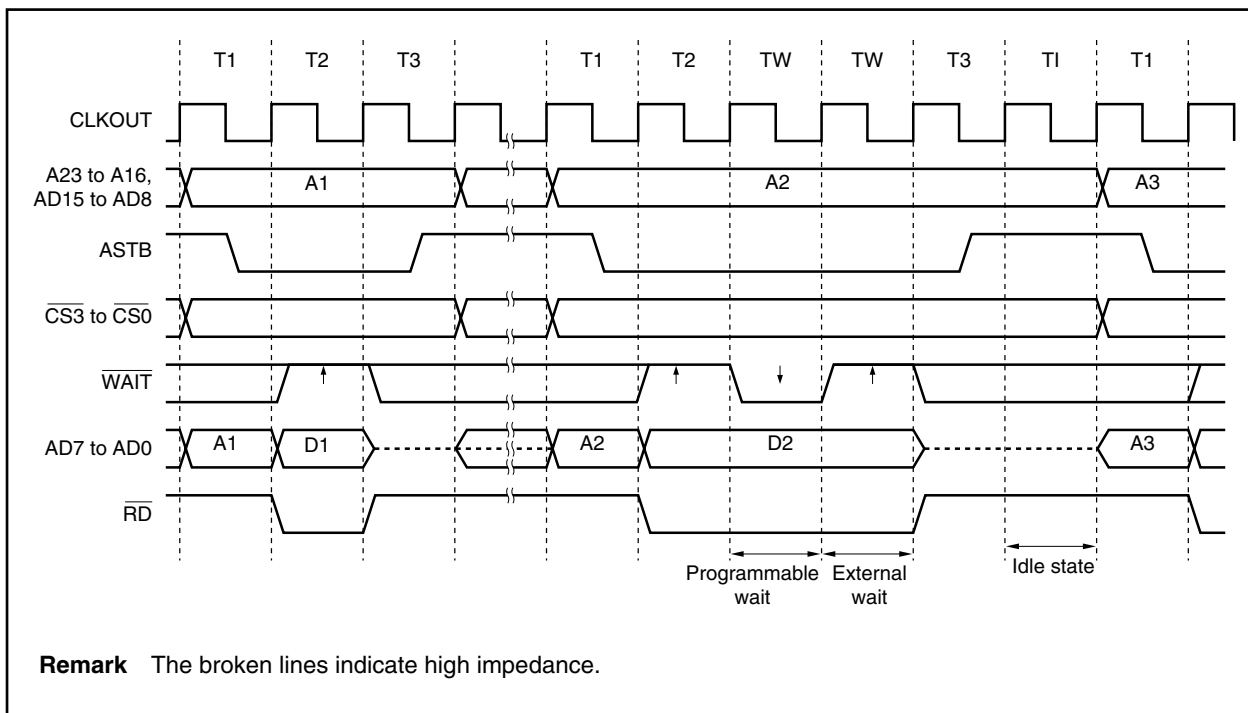 T1 T2 T3 T1 T2 TW TW T3 TI T1
CLKOUT
A23 to A16,
AD15 to AD8
A1 A2 A3
ASTB
CS3 to CS0
WAIT
AD7 to AD0 A1 D1 A2 D2 A3
RD
Programmable
wait
External
wait
Idle state
Remark The broken lines indicate high impedance.